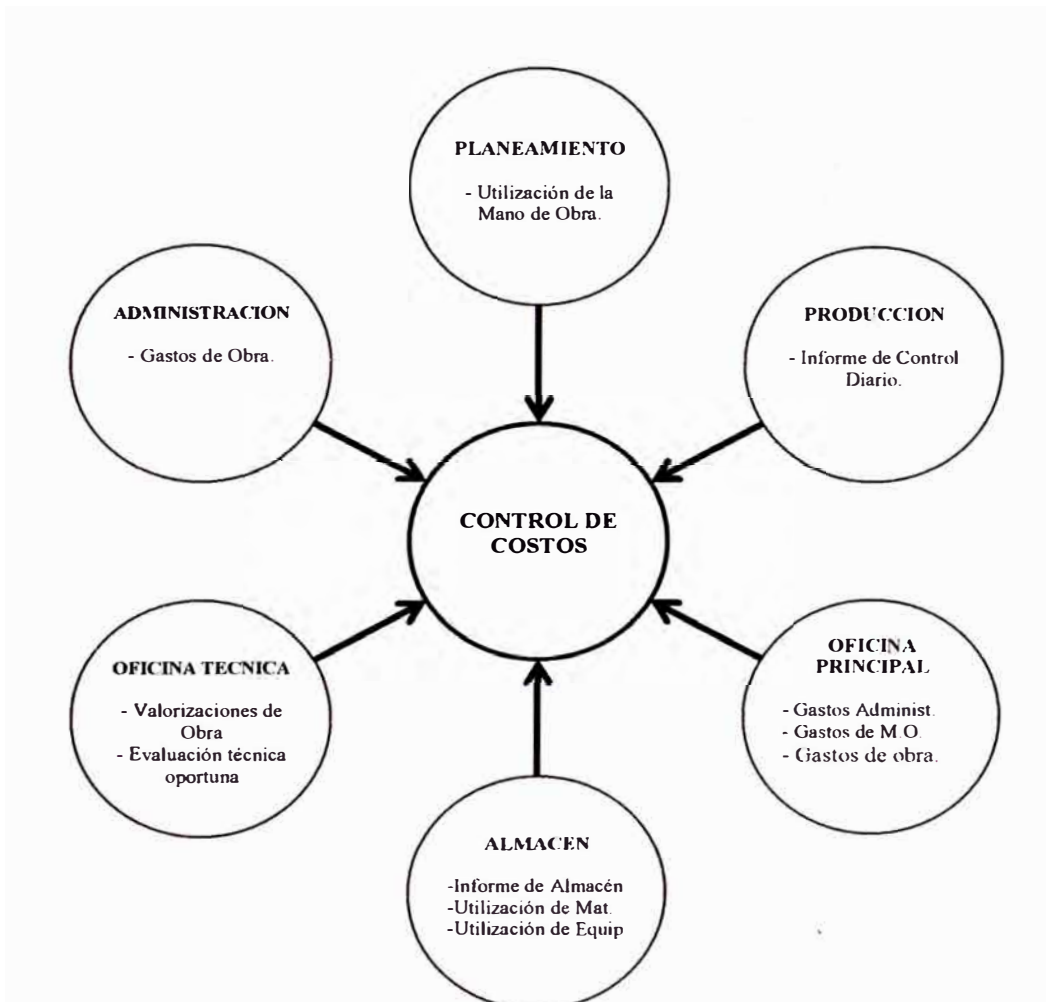 PLANEAMIENTO
- Utilización de la
Mano de Obra.
ADMINISTRACION
- Gastos de Obra.
PRODUCCION
- Informe de Control
Diario.
CONTROL DE
COSTOS
OFICINA TECNICA
- Valorizaciones de
Obra
- Evaluación técnica
oportuna
OFICINA
PRINCIPAL
- Gastos Administ.
- Gastos de M.O.
- Gastos de obra.
ALMACEN
-Informe de Almacén
-Utilización de Mat.
-Utilización de Equip